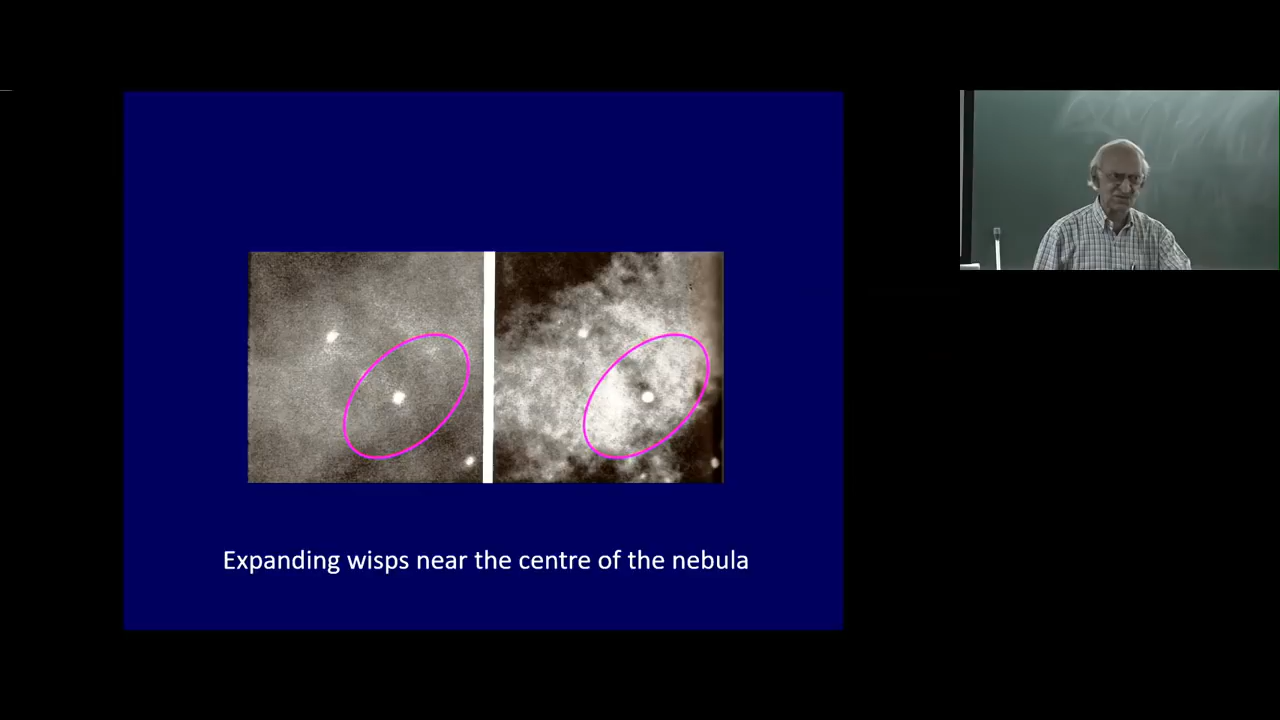 Expanding wisps near the centre of the nebula